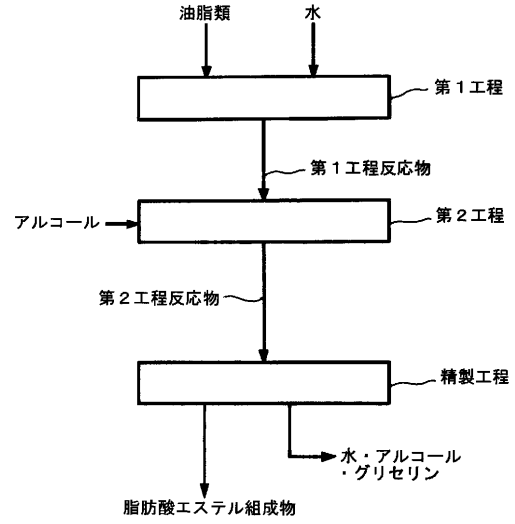 油脂類
水
第１工程
第１工程反応物
アルコール
第２工程
第２工程反応物
精製工程
水・アルコール
・グリセリン
脂肪酸エステル組成物